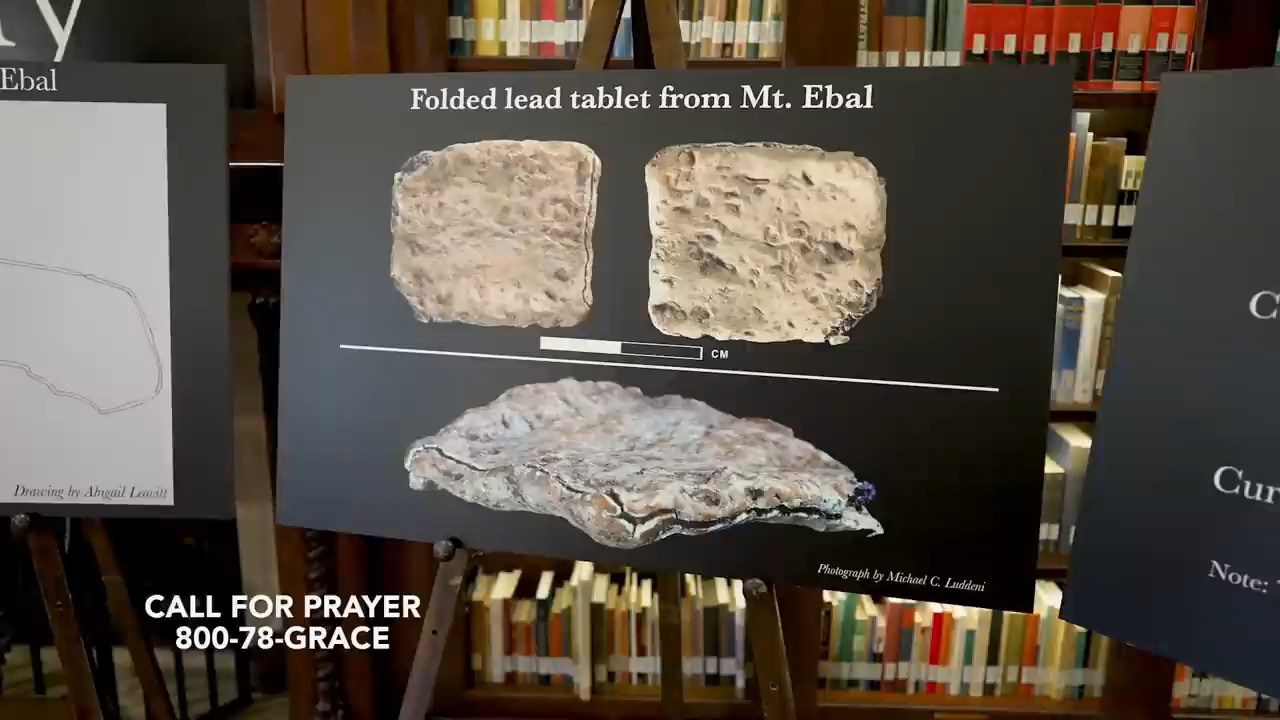 Ebal
Drawing by Abigail Leavitt
Folded lead tablet from Mt. Ebal
CM
Photograph by Michael C. Luddeni
Note:
CALL FOR PRAYER
800-78-GRACE